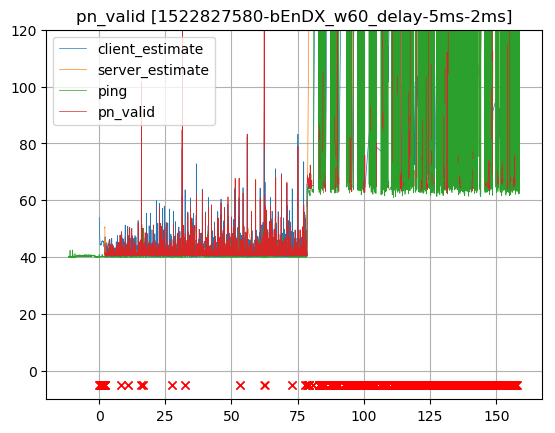 pn_valid [1522827580-bEnDX_w60_delay-5ms-2ms]
120
100
80
60
40
20
0
client_estimate
server_estimate
ping
pn_valid
0 25 50 75 100 125 150